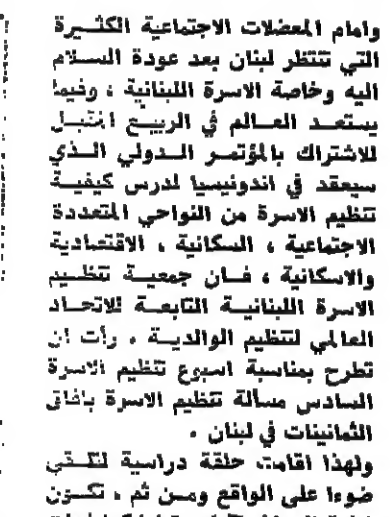 وامام المعضلات الاجتماعية الكثيرة
التي تنتظر لبنان بعد عودة السلام
اليه وخاصة الاسرة اللبنانية ، وفيما
يستعد العالم في الربيع المقبل
للاشتراك بالمؤتمر الدولي الذي
سيعقد في اندونيسيا لدرس كيفية
تنظيم الاسرة من النواحي المتعددة
الاجتماعية ، السكانية ، الاقتصادية
والاسكانية ، فان جمعية تنظيم
الاسرة اللبنانية التابعة للاتحاد
العالمي لتنظيم الوالدية ، رأت ان
تطرح بمناسبة اسبوع تنظيم الاسرة
السادس مسألة تنظيم الاسرة بافاق
الثمانينات في لبنان .
ولهذا اقامت حلقة دراسية لتلقي
ضوءا على الواقع ومن ثم ، تكون